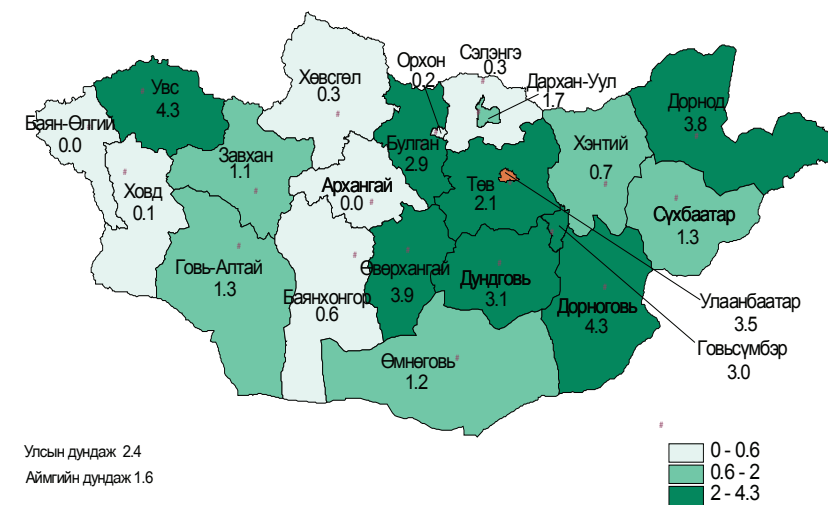 Сэлэнгэ
0.3
Орхон
0.2
Дархан-Уул
1.7
Хөвсгөл
0.3
Увс
4.3
Дорнод
3.8
Баян-Өлгий
0.0
Завхан
1.1
Булган
2.9
Хэнтий
0.7
Ховд
0.1
Архангай
0.0
Төв
2.1
Сүхбаатар
1.3
Говь-Алтай
1.3
Баянхонгор
0.6
Өвөрхангай
3.9
Дундговь
3.1
Дорноговь
4.3
Улаанбаатар
3.5
Говьсүмбэр
3.0
Өмнөговь
1.2
Улсын дундаж 2.4
Аймгийн дундаж 1.6
0 - 0.6
0.6 - 2
2 - 4.3